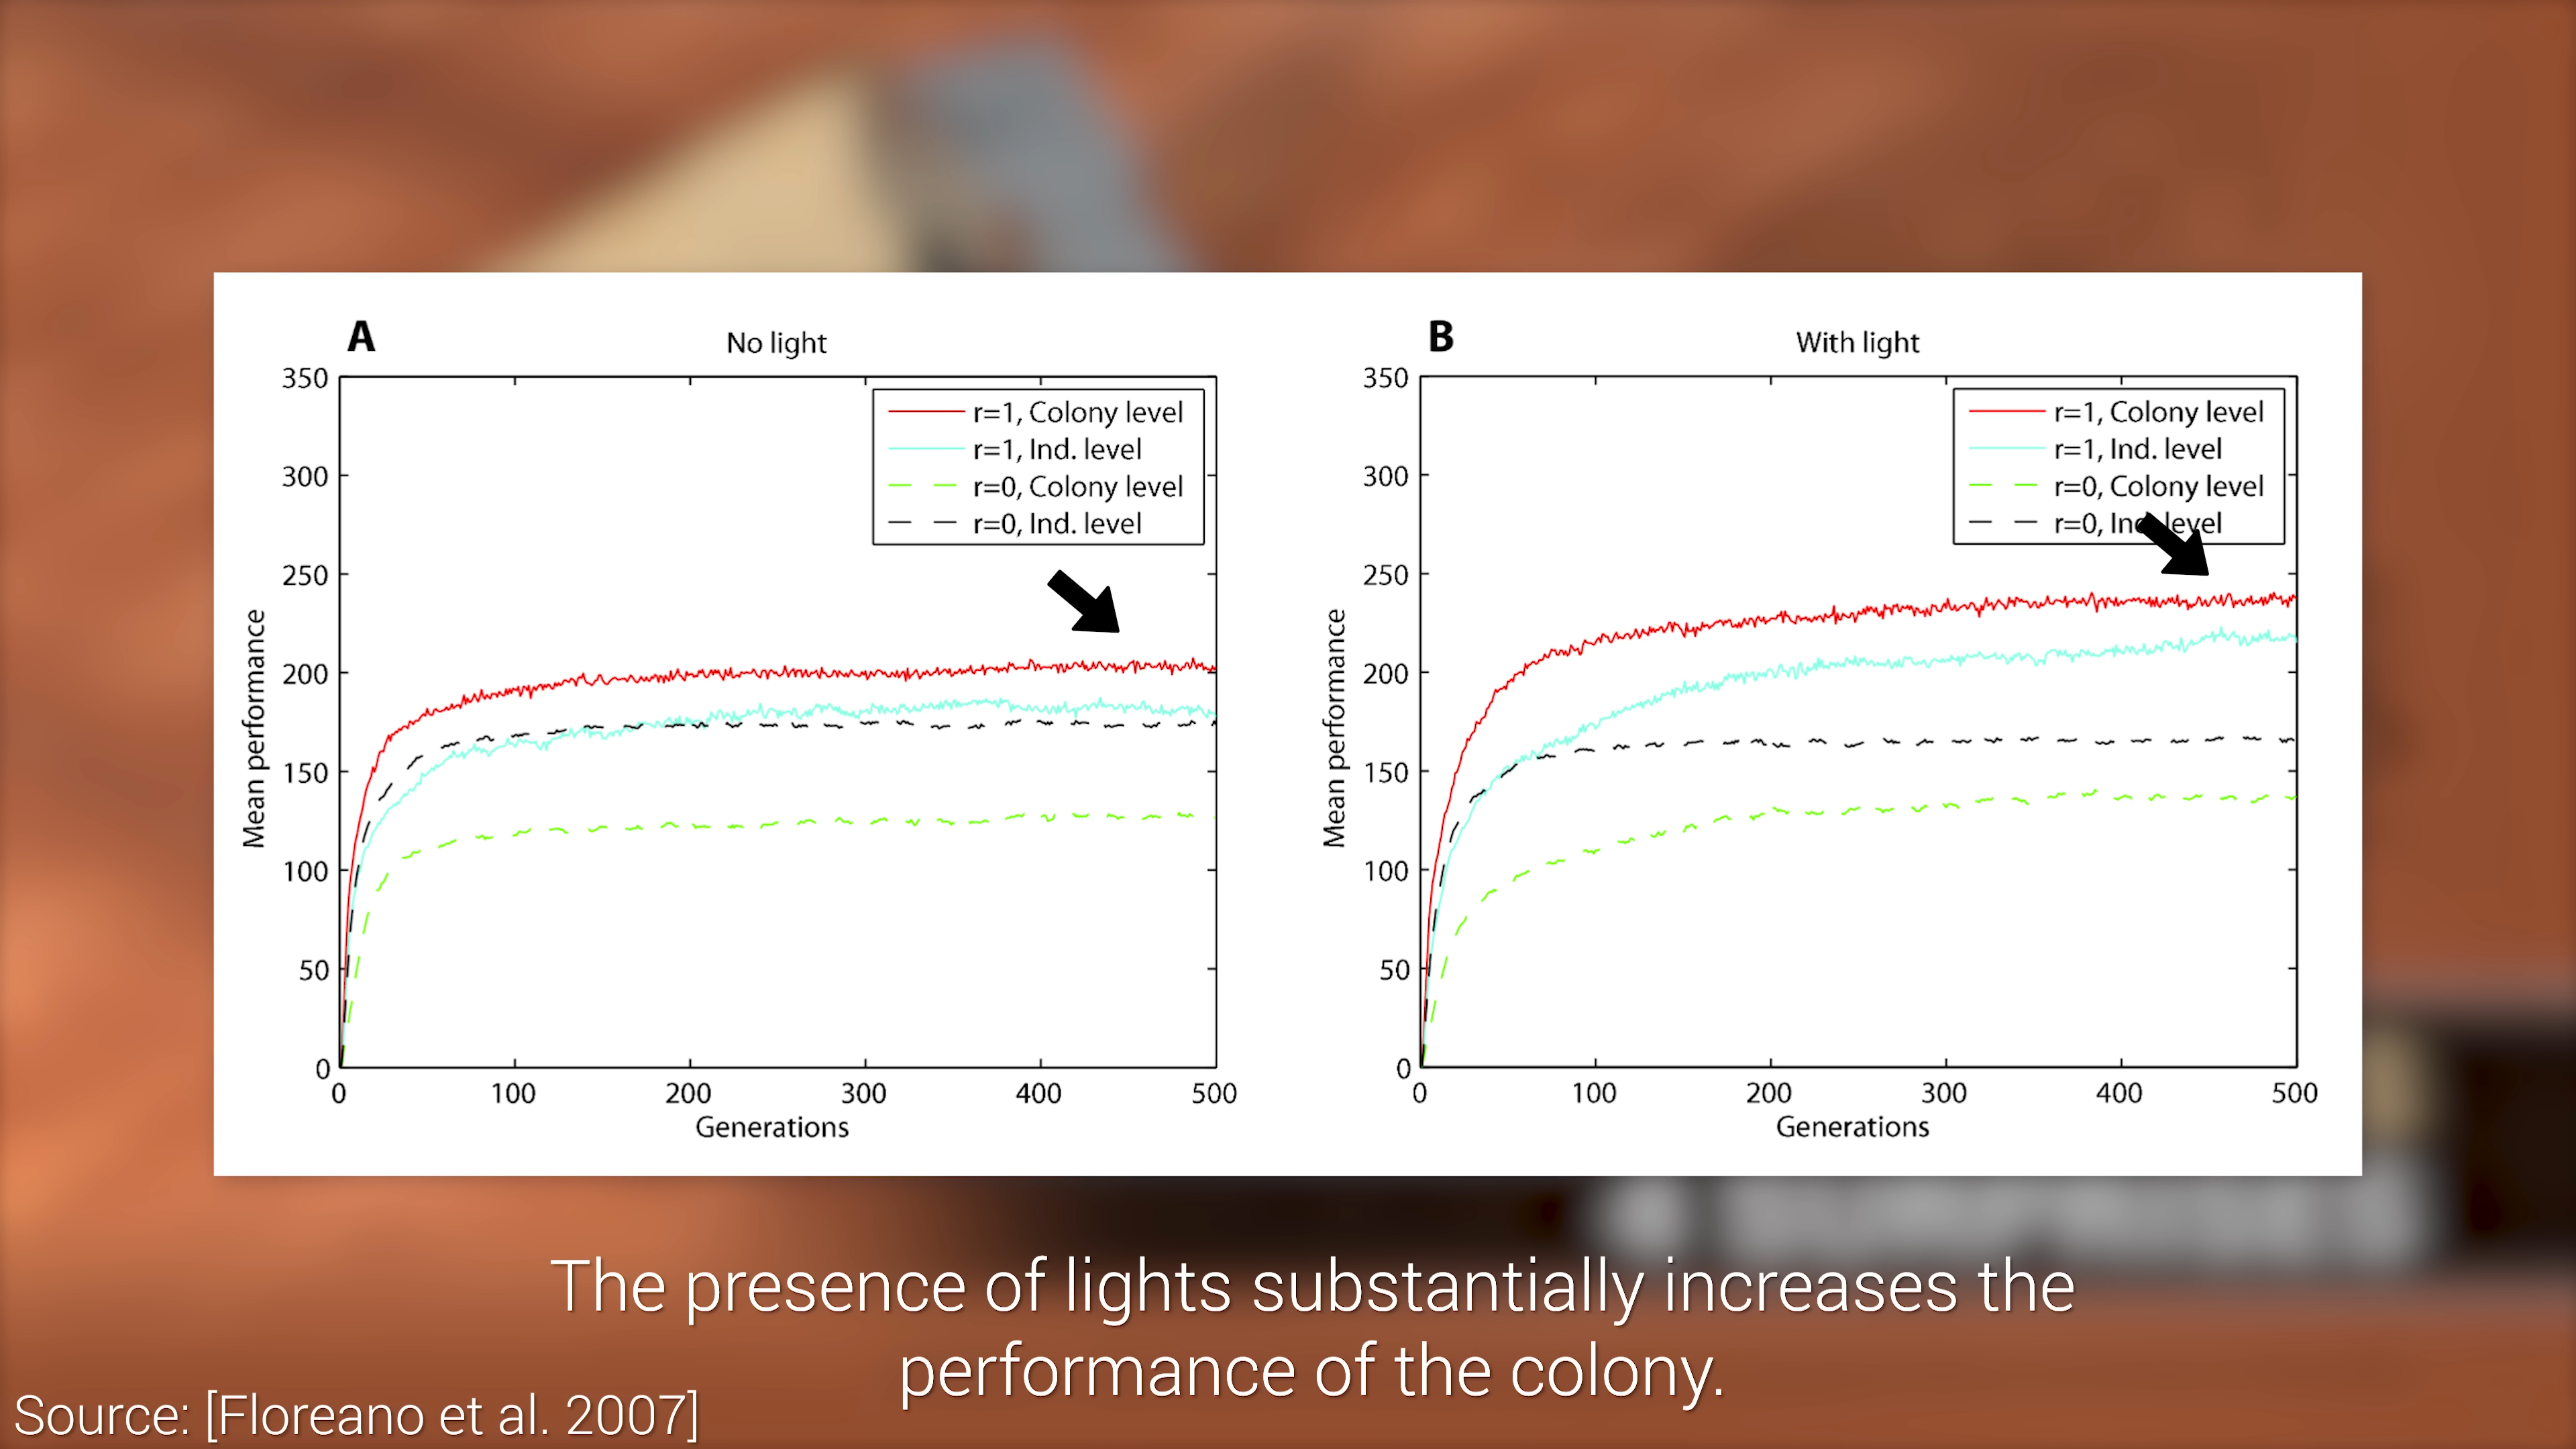 A
No light
350
300
250
200
150
100
50
0
Mean performance
r=1, Colony level
r=1, Ind. level
r=0, Colony level
r=0, Ind. level
0 100 200 300 400 500
Generations
B
With light
350
300
250
200
150
100
50
0
Mean performance
r=1, Colony level
r=1, Ind. level
r=0, Colony level
r=0, Ind. level
0 100 200 300 400 500
Generations
The presence of lights substantially increases the
performance of the colony.
Source: [Floreano et al. 2007]